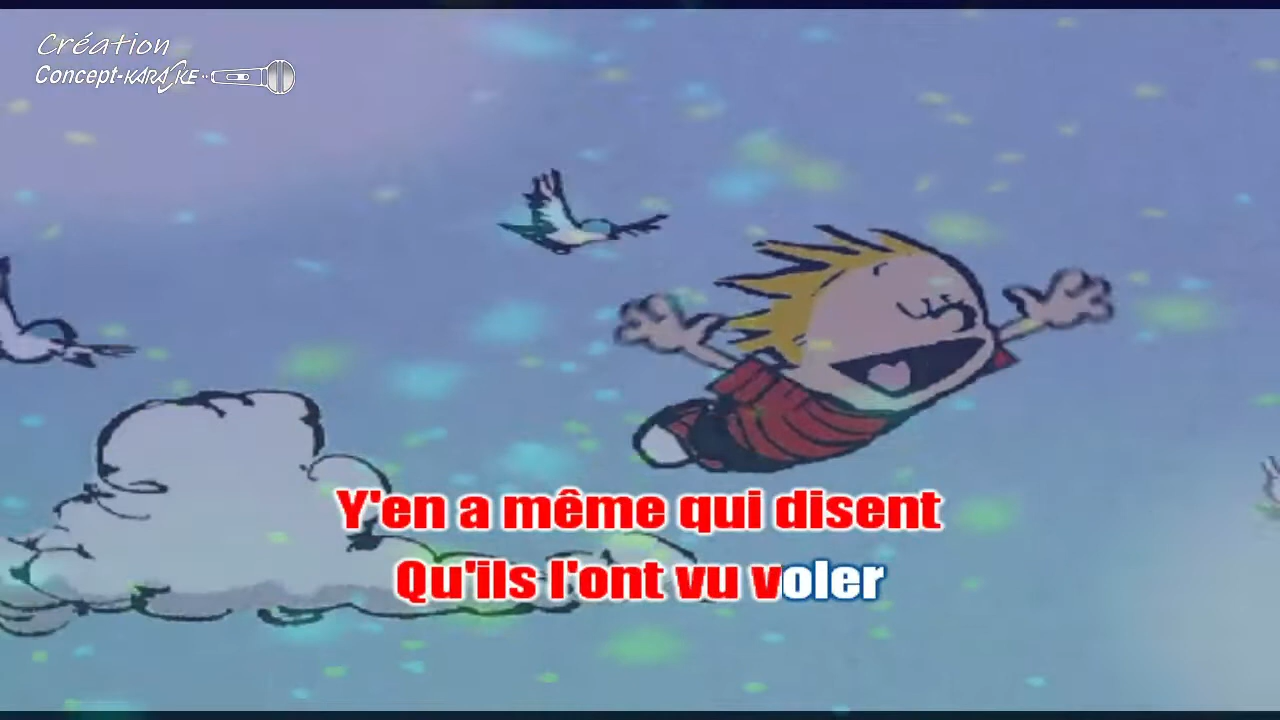 Création
Concept-KARAOKE
Y'en a même qui disent
Qu'ils l'ont vu voler